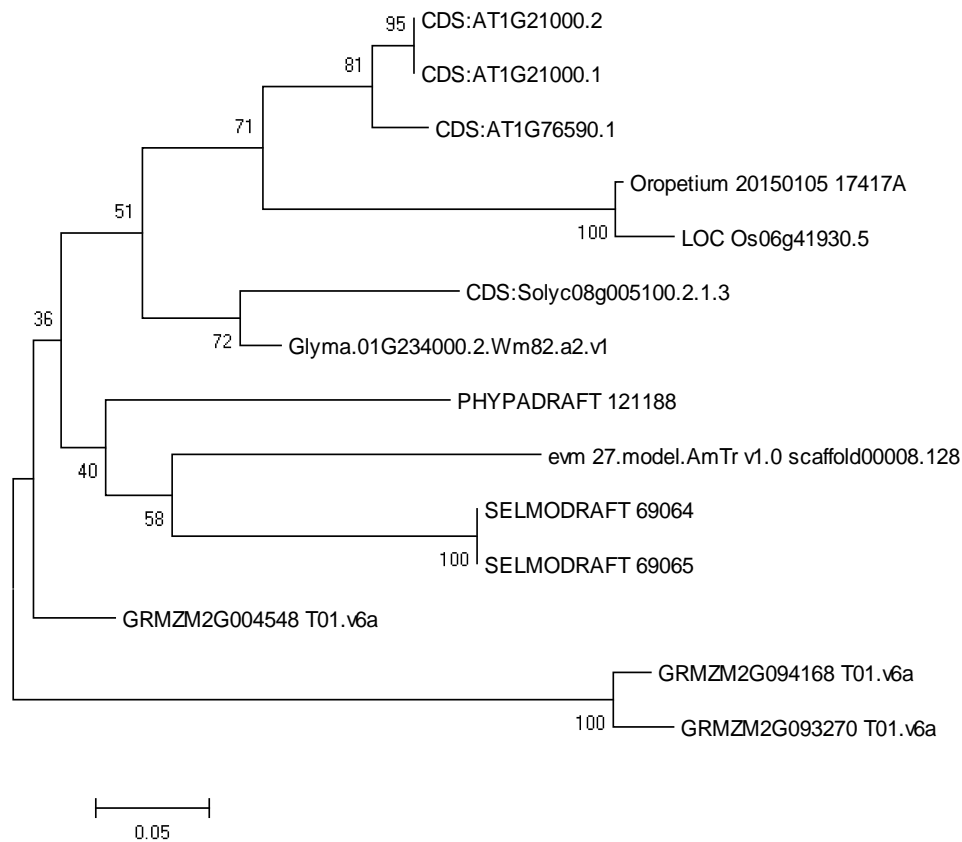 95
CDS:AT1G21000.2
81
CDS:AT1G21000.1
71
CDS:AT1G76590.1
Oropetium 20150105 17417A
51
100
LOC Os06g41930.5
CDS:Solyc08g005100.2.1.3
36
72
Glyma.01G234000.2.Wm82.a2.v1
PHYPADRAFT 121188
40
evm 27.model.AmTr v1.0 scaffold00008.128
58
SELMODRAFT 69064
100
SELMODRAFT 69065
GRMZM2G004548 T01.v6a
GRMZM2G094168 T01.v6a
100
GRMZM2G093270 T01.v6a
0.05